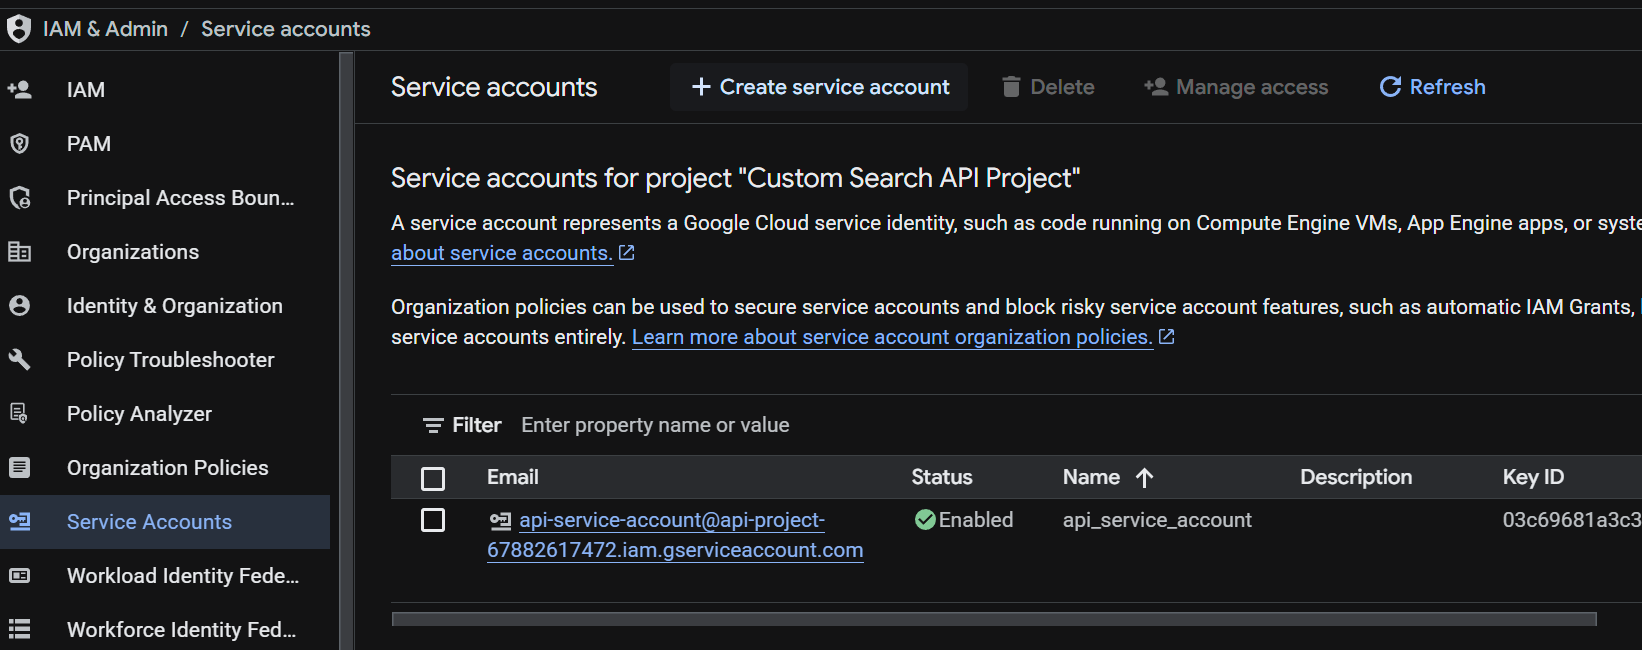 IAM & Admin / Service accounts
IAM
PAM
Principal Access Boun...
Organizations
Identity & Organization
Policy Troubleshooter
Policy Analyzer
Organization Policies
Service Accounts
Workload Identity Fede...
Workforce Identity Fed...
Service accounts
Create service account
Delete
Manage access
Refresh
Service accounts for project "Custom Search API Project"
A service account represents a Google Cloud service identity, such as code running on Compute Engine VMs, App Engine apps, or syste
about service accounts.
Organization policies can be used to secure service accounts and block risky service account features, such as automatic IAM Grants,
service accounts entirely. Learn more about service account organization policies.
Filter Enter property name or value
Email Status Name Description Key ID
api-service-account@api-project- Enabled api_service_account 03c69681a3c3
67882617472.iam.gserviceaccount.com